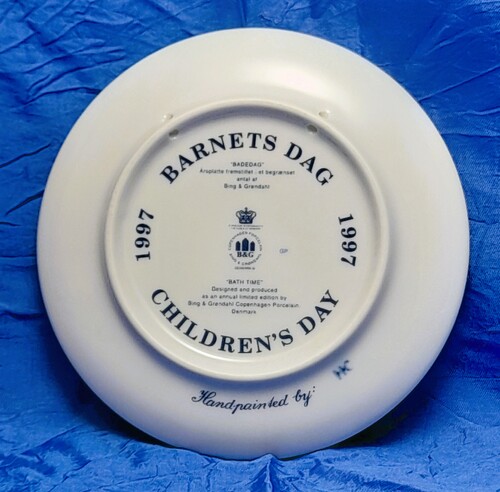 BARNETS DAG
"BADEDAG"
Årsplatte fremstillet i et begrænset
antal af
Bing & Grøndahl
1997
1997
B&G
"BATH TIME"
Designed and produced
as an annual limited edition by
Bing & Grøndahl Copenhagen Porcelain.
Denmark
CHILDREN'S DAY
HC
Handpainted by: